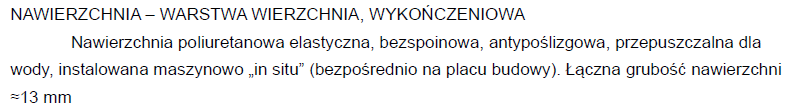 NAWIERZCHNIA – WARSTWA WIERZCHNIA, WYKOŃCZENIOWA
Nawierzchnia poliuretanowa elastyczna, bezspoinowa, antypoślizgowa, przepuszczalna dla
wody, instalowana maszynowo „in situ” (bezpośrednio na placu budowy). Łączna grubość nawierzchni
≈13 mm